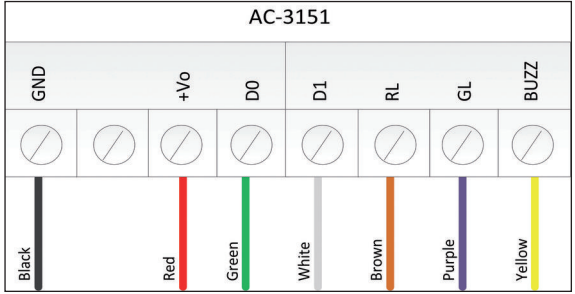 AC-3151
GND +Vo D0 D1 RL GL BUZZ
Black Red Green White Brown Purple Yellow